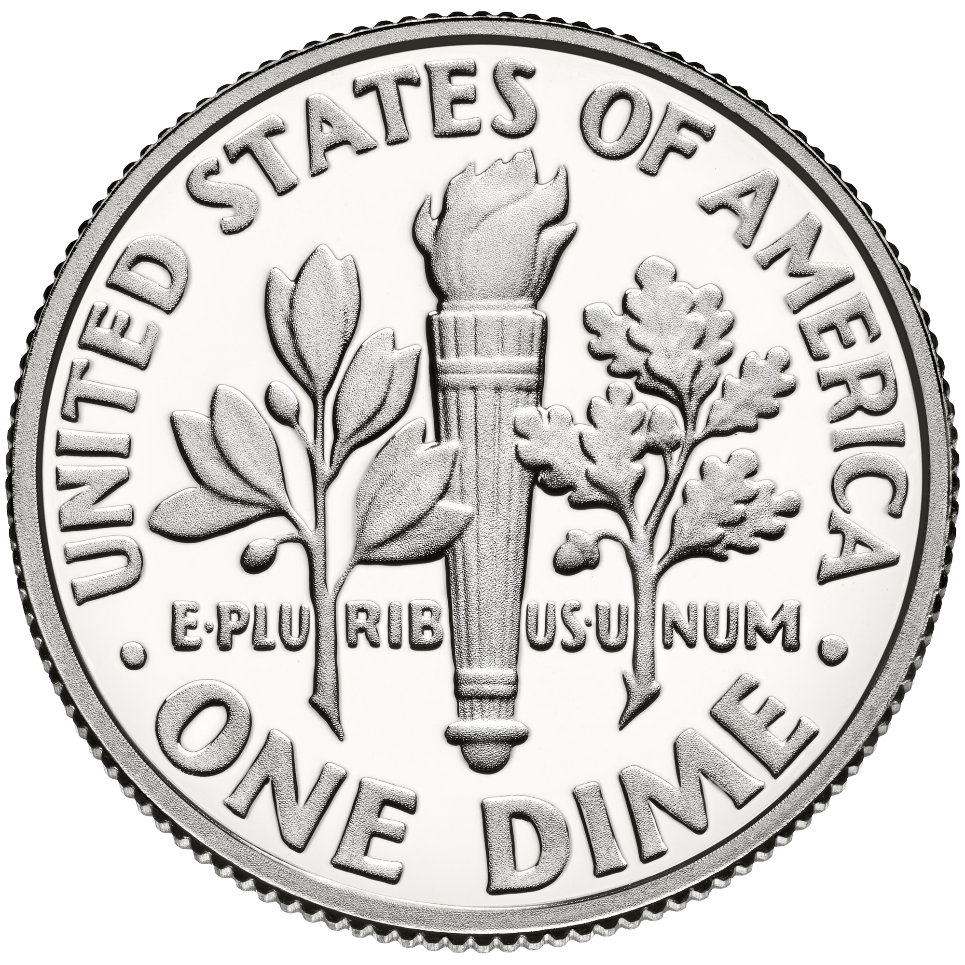 UNITED STATES OF AMERICA
E·PLURIBUS·UNUM
• ONE DIME •